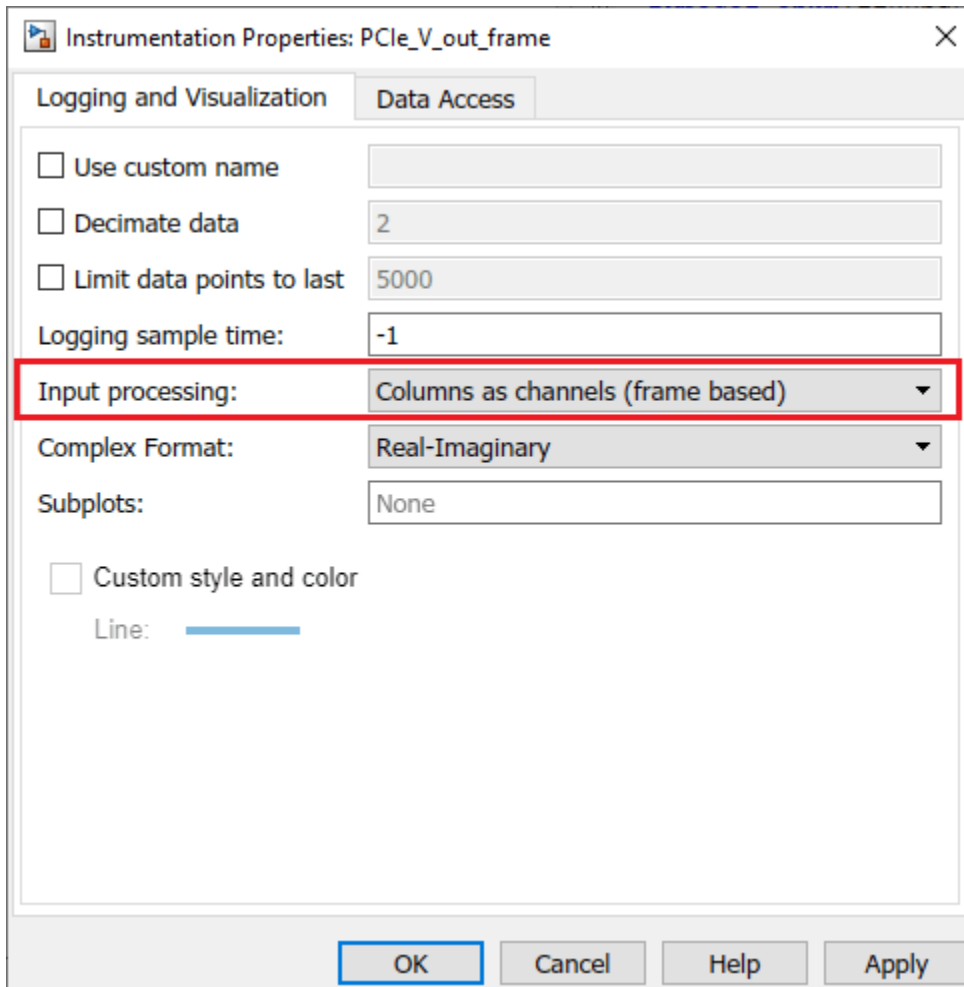 Instrumentation Properties: PCIe_V_out_frame
Logging and Visualization Data Access
Use custom name
Decimate data 2
Limit data points to last 5000
Logging sample time: -1
Input processing: Columns as channels (frame based)
Complex Format: Real-Imaginary
Subplots: None
Custom style and color
Line:
OK Cancel Help Apply